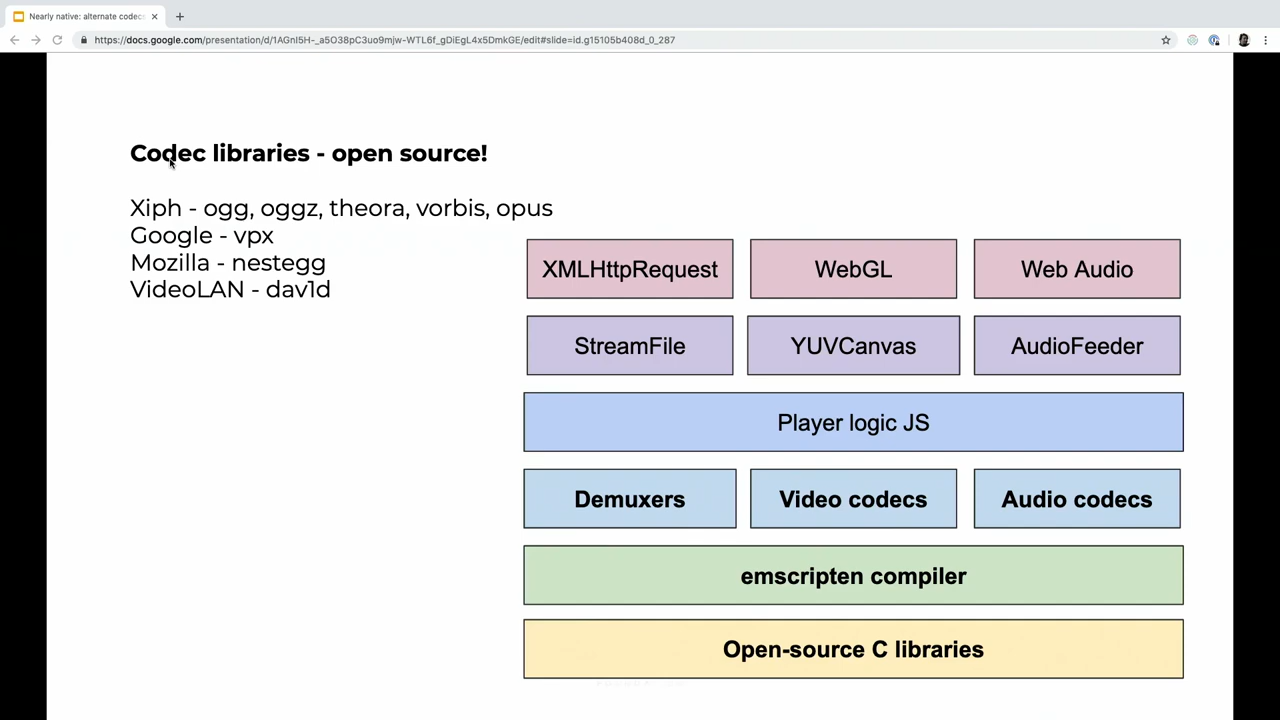 Nearly native: alternate codecs
https://docs.google.com/presentation/d/1AGnI5H-_a5O38pC3uo9mjw-WTL6f_gDiEgL4x5DmkGE/edit#slide=id.g15105b408d_0_287
Codec libraries - open source!
Xiph - ogg, oggz, theora, vorbis, opus
Google - vpx
Mozilla - nestegg
VideoLAN - dav1d
XMLHttpRequest
WebGL
Web Audio
StreamFile
YUVCanvas
AudioFeeder
Player logic JS
Demuxers
Video codecs
Audio codecs
emscripten compiler
Open-source C libraries